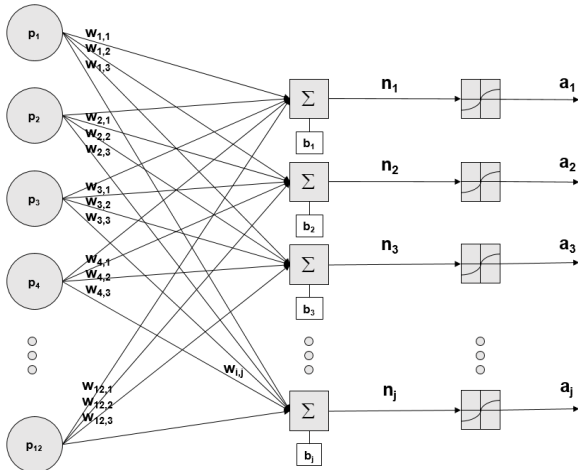 p1
w1,1
w1,2
w1,3
p2
w2,1
w2,2
w2,3
p3
w3,1
w3,2
w3,3
p4
w4,1
w4,2
w4,3
p12
w12,1
w12,2
w12,3
wi,j
Σ
b1
n1
a1
Σ
b2
n2
a2
Σ
b3
n3
a3
Σ
bj
nj
aj